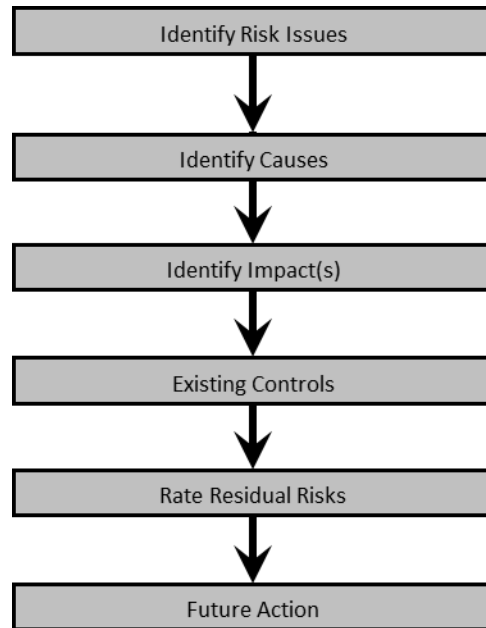 Identify Risk Issues
Identify Causes
Identify Impact(s)
Existing Controls
Rate Residual Risks
Future Action